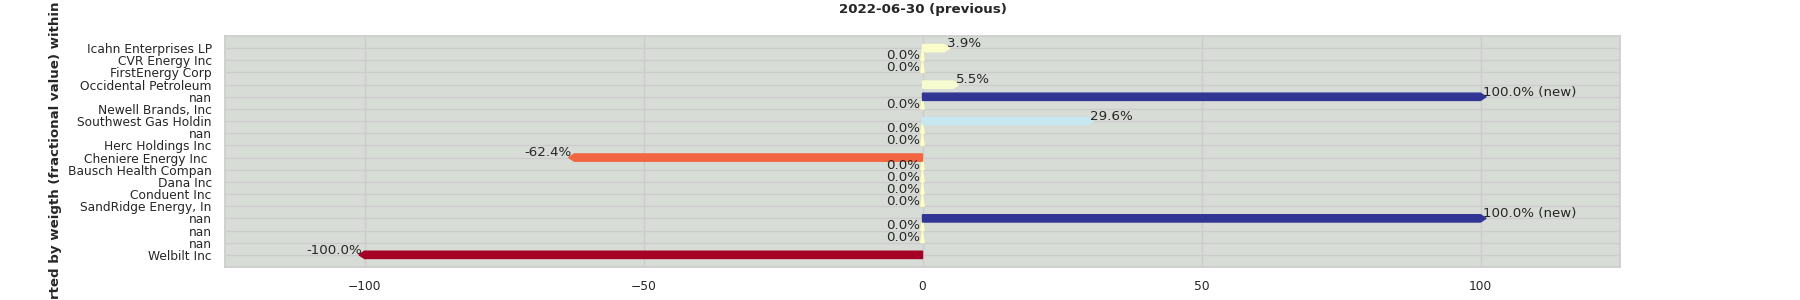 2022-06-30 (previous)
rted by weigth (fractional value) within
Icahn Enterprises LP
3.9%
CVR Energy Inc
0.0%
FirstEnergy Corp
0.0%
Occidental Petroleum
5.5%
nan
100.0% (new)
Newell Brands, Inc
0.0%
Southwest Gas Holdin
29.6%
nan
0.0%
Herc Holdings Inc
0.0%
Cheniere Energy Inc
-62.4%
Bausch Health Compan
0.0%
Dana Inc
0.0%
Conduent Inc
0.0%
SandRidge Energy, In
0.0%
nan
100.0% (new)
nan
0.0%
nan
0.0%
Welbilt Inc
-100.0%
−100
−50
0
50
100